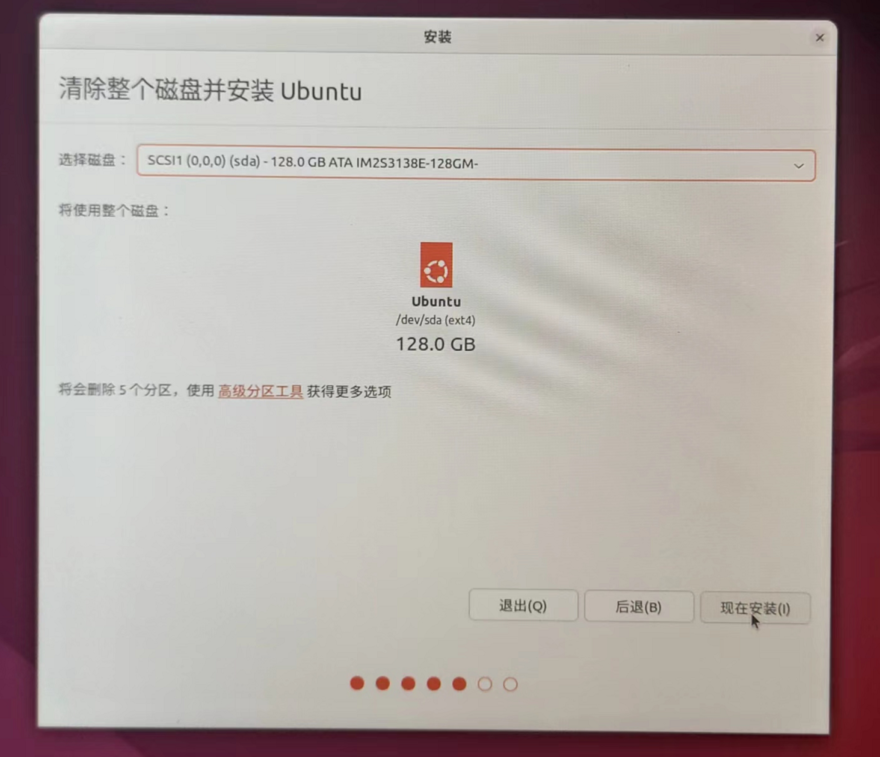 安装
清除整个磁盘并安装 Ubuntu
选择磁盘： SCSI1 (0,0,0) (sda) - 128.0 GB ATA IM2S3138E-128GM-
将使用整个磁盘：
Ubuntu
/dev/sda (ext4)
128.0 GB
将会删除 5 个分区，使用 高级分区工具 获得更多选项
退出(Q) 后退(B) 现在安装(I)